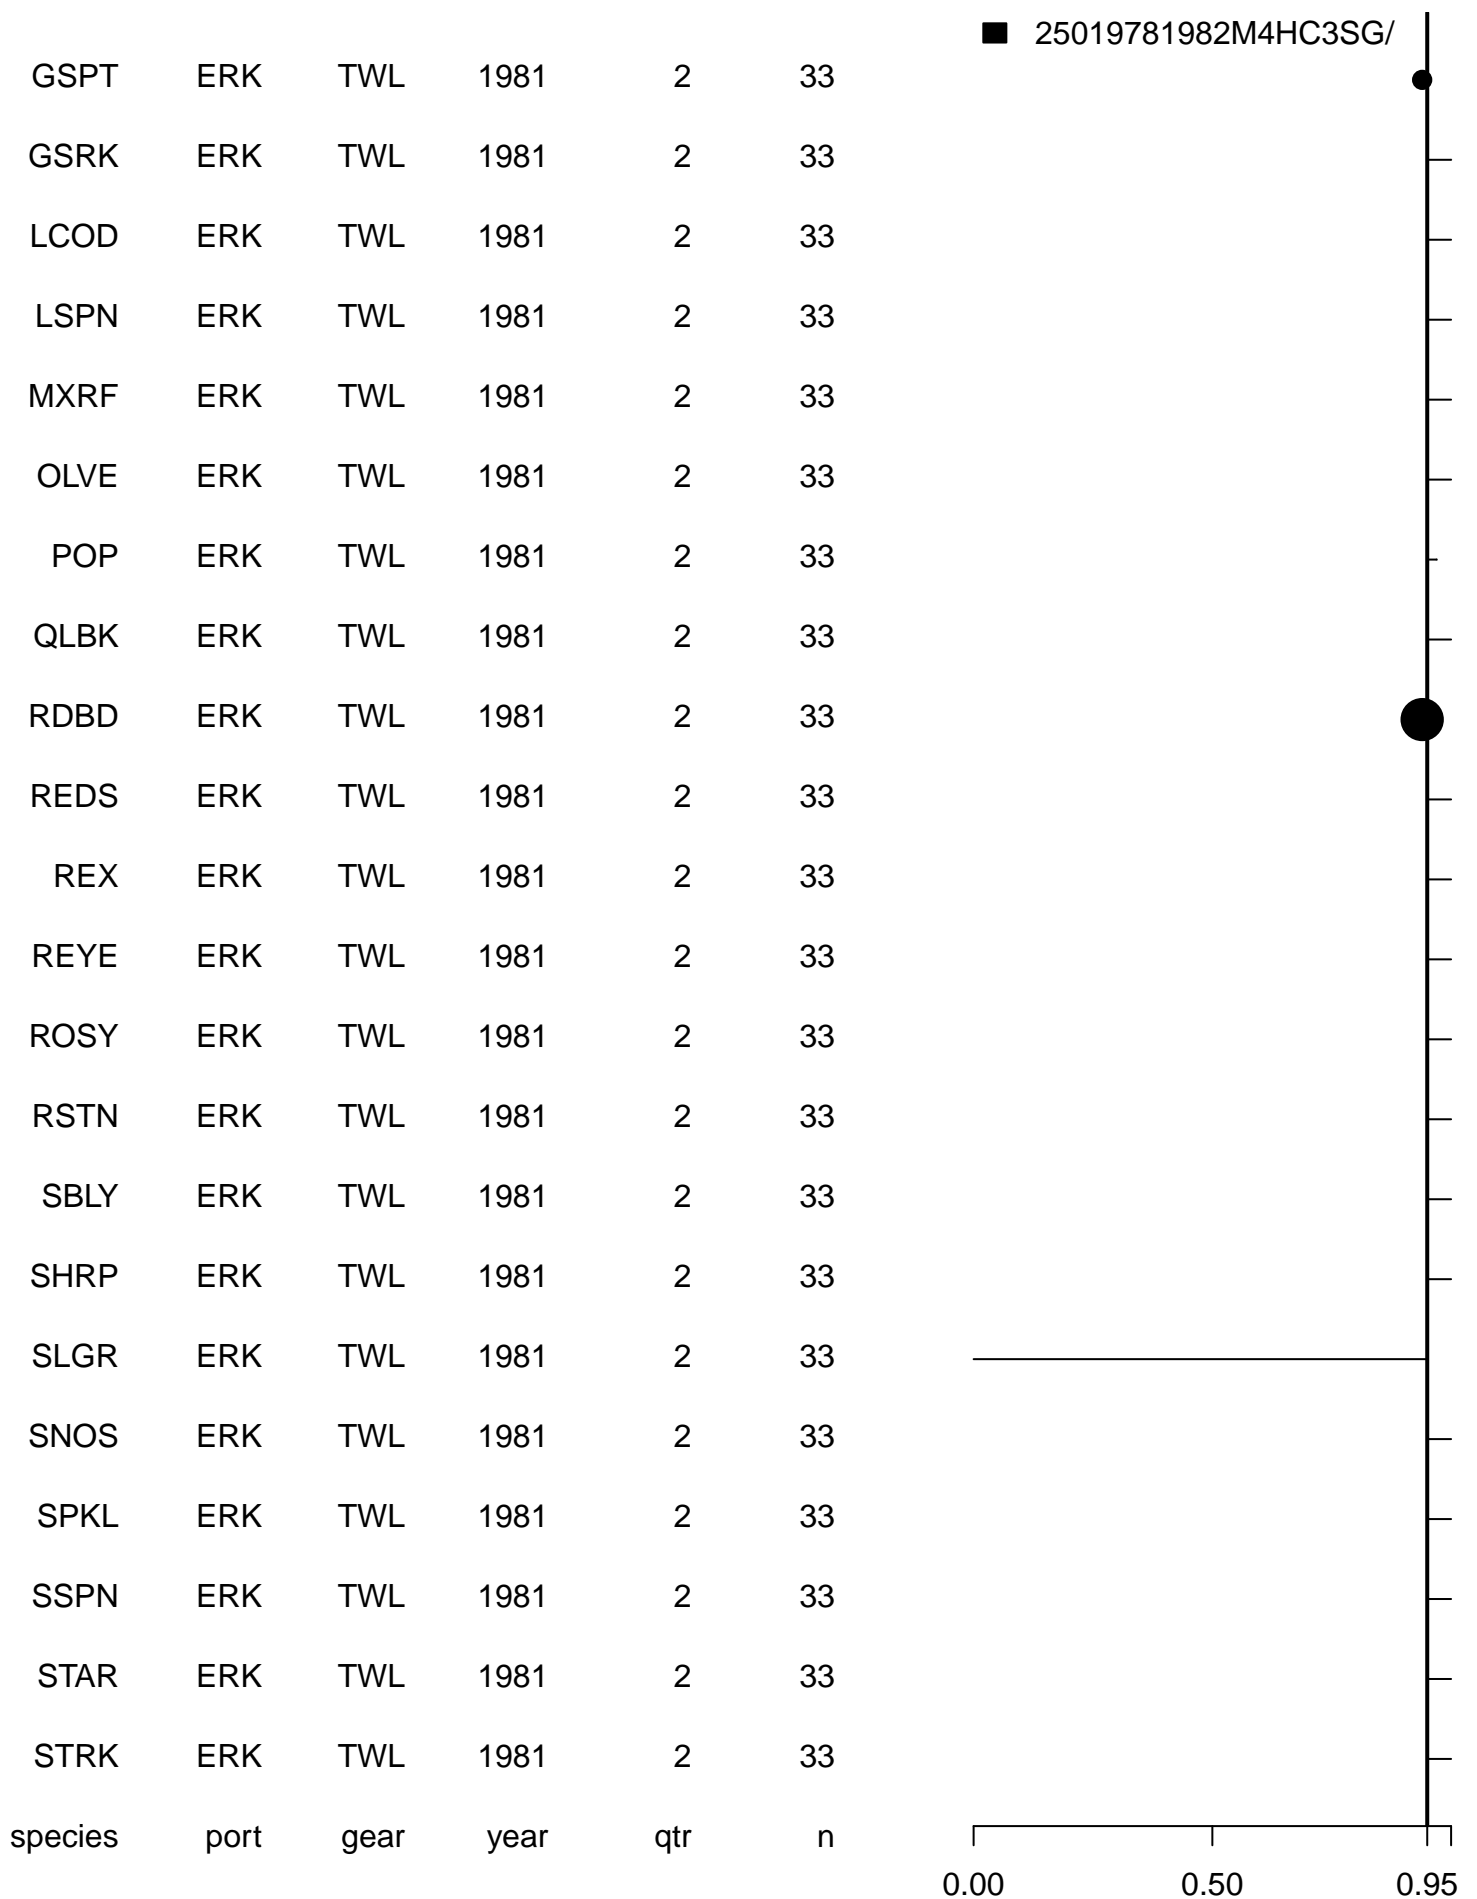 25019781982M4HC3SG/
GSPT ERK TWL 1981 2 33
GSRK ERK TWL 1981 2 33
LCOD ERK TWL 1981 2 33
LSPN ERK TWL 1981 2 33
MXRF ERK TWL 1981 2 33
OLVE ERK TWL 1981 2 33
POP ERK TWL 1981 2 33
QLBK ERK TWL 1981 2 33
RDBD ERK TWL 1981 2 33
REDS ERK TWL 1981 2 33
REX ERK TWL 1981 2 33
REYE ERK TWL 1981 2 33
ROSY ERK TWL 1981 2 33
RSTN ERK TWL 1981 2 33
SBLY ERK TWL 1981 2 33
SHRP ERK TWL 1981 2 33
SLGR ERK TWL 1981 2 33
SNOS ERK TWL 1981 2 33
SPKL ERK TWL 1981 2 33
SSPN ERK TWL 1981 2 33
STAR ERK TWL 1981 2 33
STRK ERK TWL 1981 2 33
species port gear year qtr n
0.00 0.50 0.95